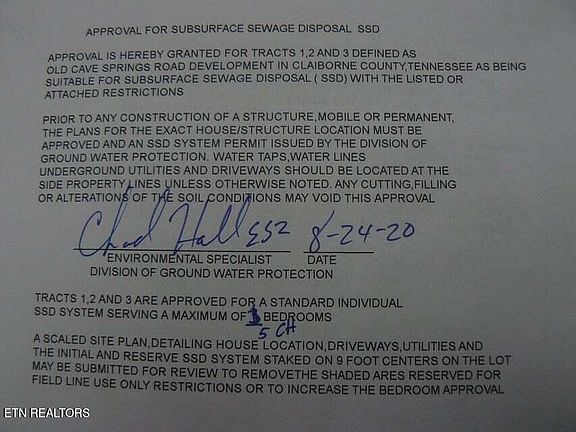 APPROVAL FOR SUBSURFACE SEWAGE DISPOSAL SSD
APPROVAL IS HEREBY GRANTED FOR TRACTS 1,2 AND 3 DEFINED AS
OLD CAVE SPRINGS ROAD DEVELOPMENT IN CLAIBORNE COUNTY,TENNESSEE AS BEING
SUITABLE FOR SUBSURFACE SEWAGE DISPOSAL ( SSD) WITH THE LISTED OR
ATTACHED RESTRICTIONS
PRIOR TO ANY CONSTRUCTION OF A STRUCTURE,MOBILE OR PERMANENT,
THE PLANS FOR THE EXACT HOUSE/STRUCTURE LOCATION MUST BE
APPROVED AND AN SSD SYSTEM PERMIT ISSUED BY THE DIVISION OF
GROUND WATER PROTECTION. WATER TAPS,WATER LINES
UNDERGROUND UTILITIES AND DRIVEWAYS SHOULD BE LOCATED AT THE
SIDE PROPERTY LINES UNLESS OTHERWISE NOTED. ANY CUTTING,FILLING
OR ALTERATIONS OF THE SOIL CONDITIONS MAY VOID THIS APPROVAL
Chad Hall ES2 8-24-20
ENVIRONMENTAL SPECIALIST DATE
DIVISION OF GROUND WATER PROTECTION
TRACTS 1,2 AND 3 ARE APPROVED FOR A STANDARD INDIVIDUAL
SSD SYSTEM SERVING A MAXIMUM OF BEDROOMS
5 CH
A SCALED SITE PLAN,DETAILING HOUSE LOCATION,DRIVEWAYS,UTILITIES AND
THE INITIAL AND RESERVE SSD SYSTEM STAKED ON 9 FOOT CENTERS ON THE LOT
MAY BE SUBMITTED FOR REVIEW TO REMOVETHE SHADED ARES RESERVED FOR
FIELD LINE USE ONLY RESTRICTIONS OR TO INCREASE THE BEDROOM APPROVAL
ETN REALTORS